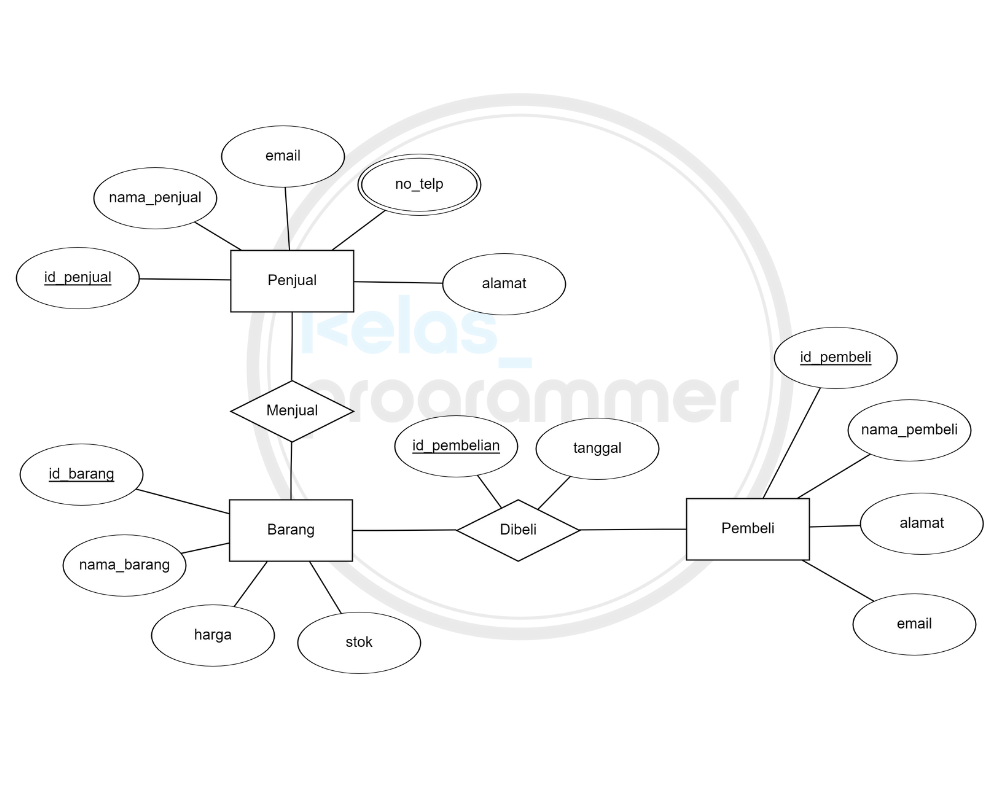 email
no_telp
nama_penjual
id_penjual
Penjual
alamat
kelas_
programmer
Menjual
id_pembeli
nama_pembeli
id_pembelian
tanggal
id_barang
Barang
Dibeli
Pembeli
alamat
nama_barang
harga
stok
email